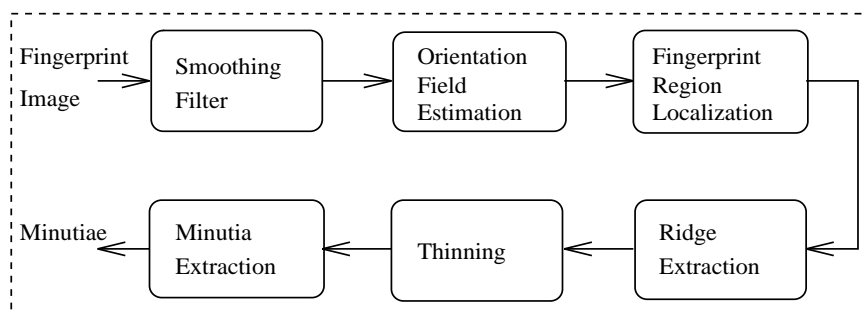 Fingerprint
Image
Smoothing
Filter
Orientation
Field
Estimation
Fingerprint
Region
Localization
Minutiae
Minutia
Extraction
Thinning
Ridge
Extraction